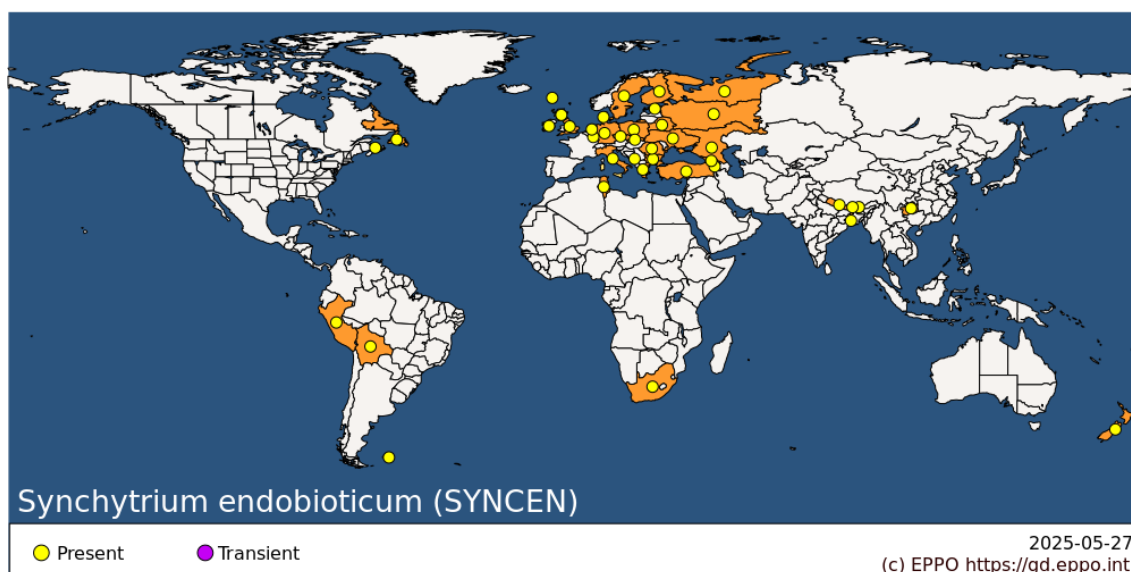 Synchytrium endobioticum (SYNCEN)
Present
Transient
2025-05-27
(c) EPPO https://gd.eppo.int